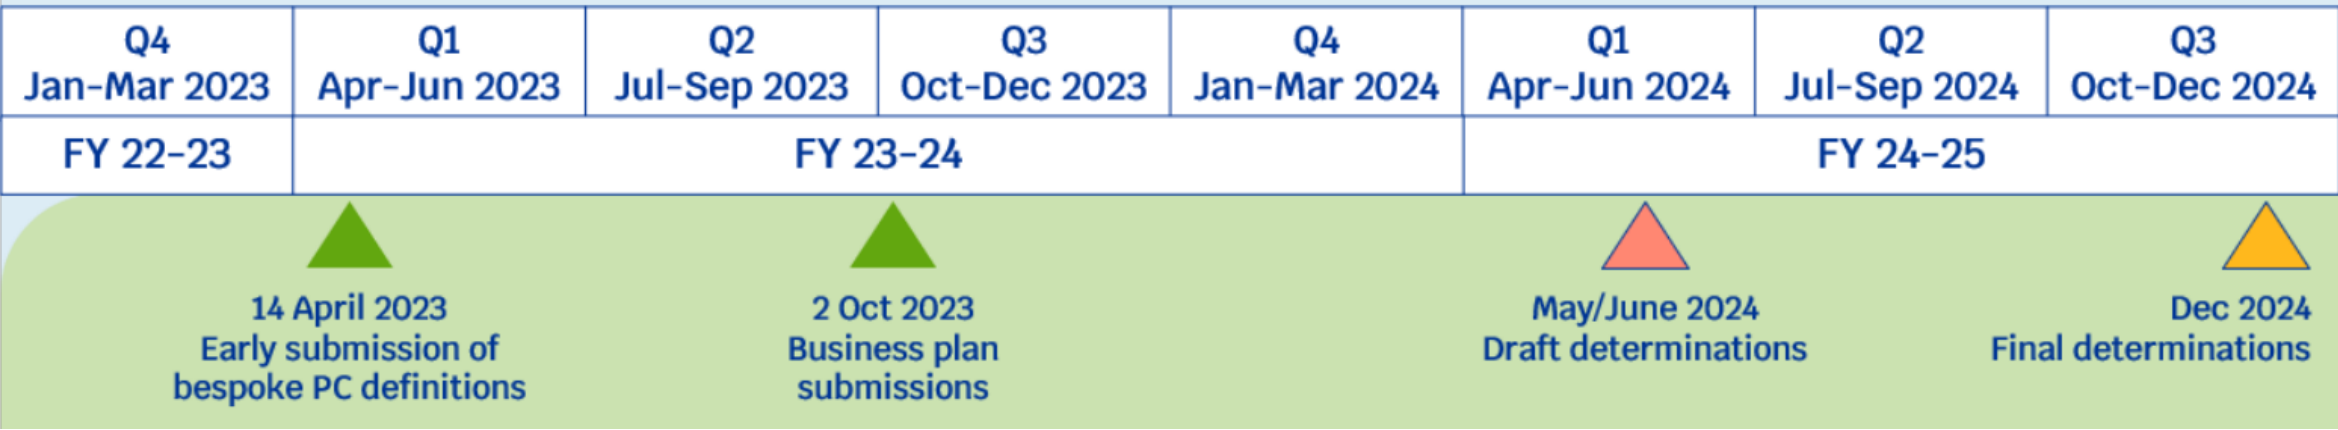 Q4
Jan-Mar 2023
Q1
Apr-Jun 2023
Q2
Jul-Sep 2023
Q3
Oct-Dec 2023
Q4
Jan-Mar 2024
Q1
Apr-Jun 2024
Q2
Jul-Sep 2024
Q3
Oct-Dec 2024
FY 22-23
FY 23-24
FY 24-25
14 April 2023
Early submission of
bespoke PC definitions
2 Oct 2023
Business plan
submissions
May/June 2024
Draft determinations
Dec 2024
Final determinations